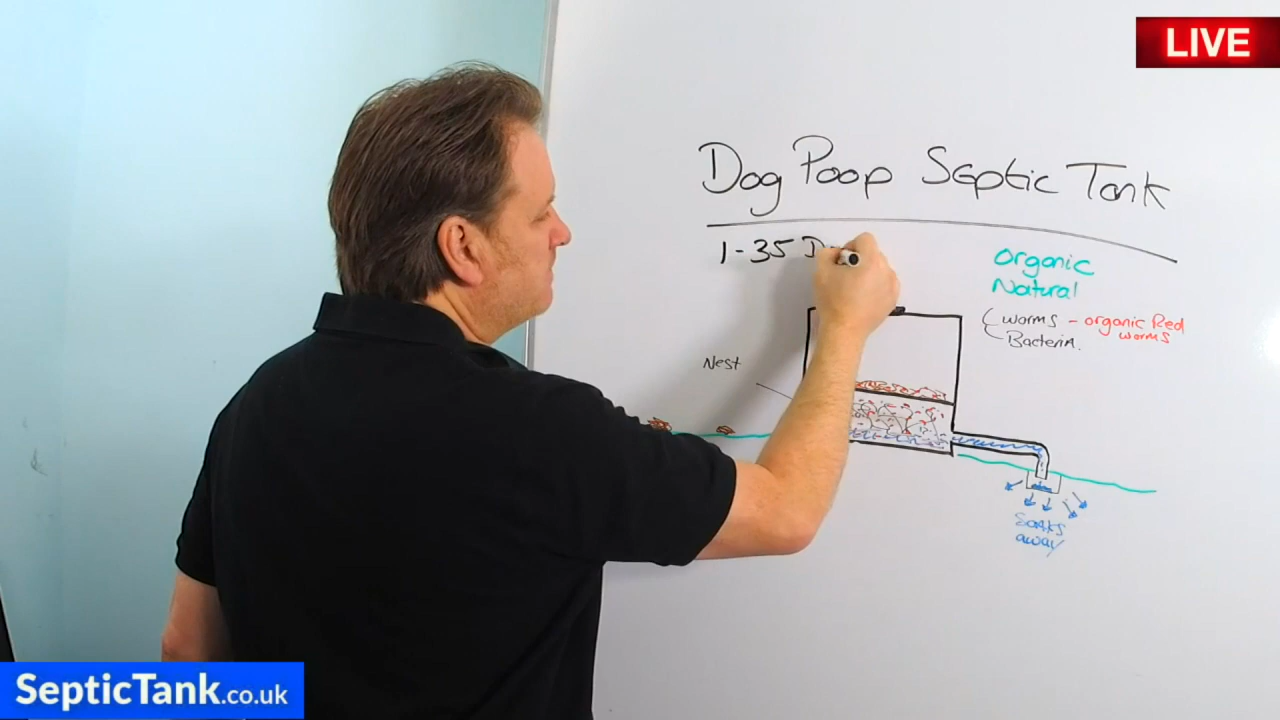 LIVE
Dog Poop Septic Tank
1-35 D
Organic
Natural
worms - organic Red
worms
Bacteria.
Nest
Soaks
away
SepticTank.co.uk